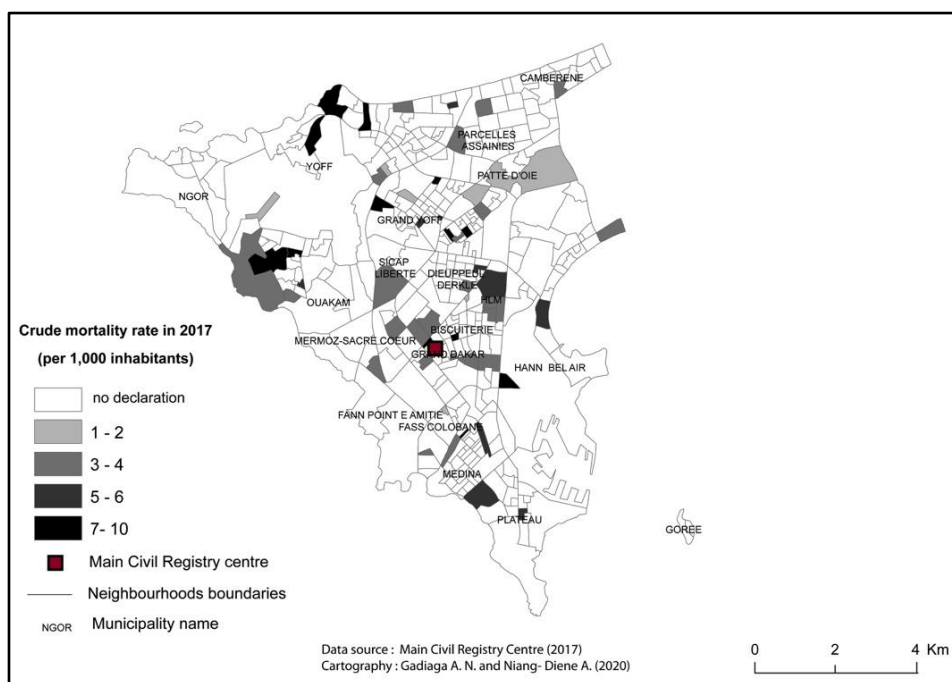 CAMBERENE
PARCELLES
ASSAINIES
YOFF
PATTE D'OIE
NGOR
GRAND YOFF
SICAP
LIBERTE
DIEUPPEUL
DERKLE
HLM
OUAKAM
BISCUITERIE
MERMOZ-SACRE COEUR
GRAND DAKAR
HANN BEL AIR
FANN POINT E AMITIE
FASS COLOBANE
MEDINA
PLATEAU
GOREE
Crude mortality rate in 2017
(per 1,000 inhabitants)
no declaration
1 - 2
3 - 4
5 - 6
7- 10
Main Civil Registry centre
Neighbourhoods boundaries
NGOR Municipality name
Data source : Main Civil Registry Centre (2017)
Cartography : Gadiaga A. N. and Niang- Diene A. (2020)
0 2 4 Km